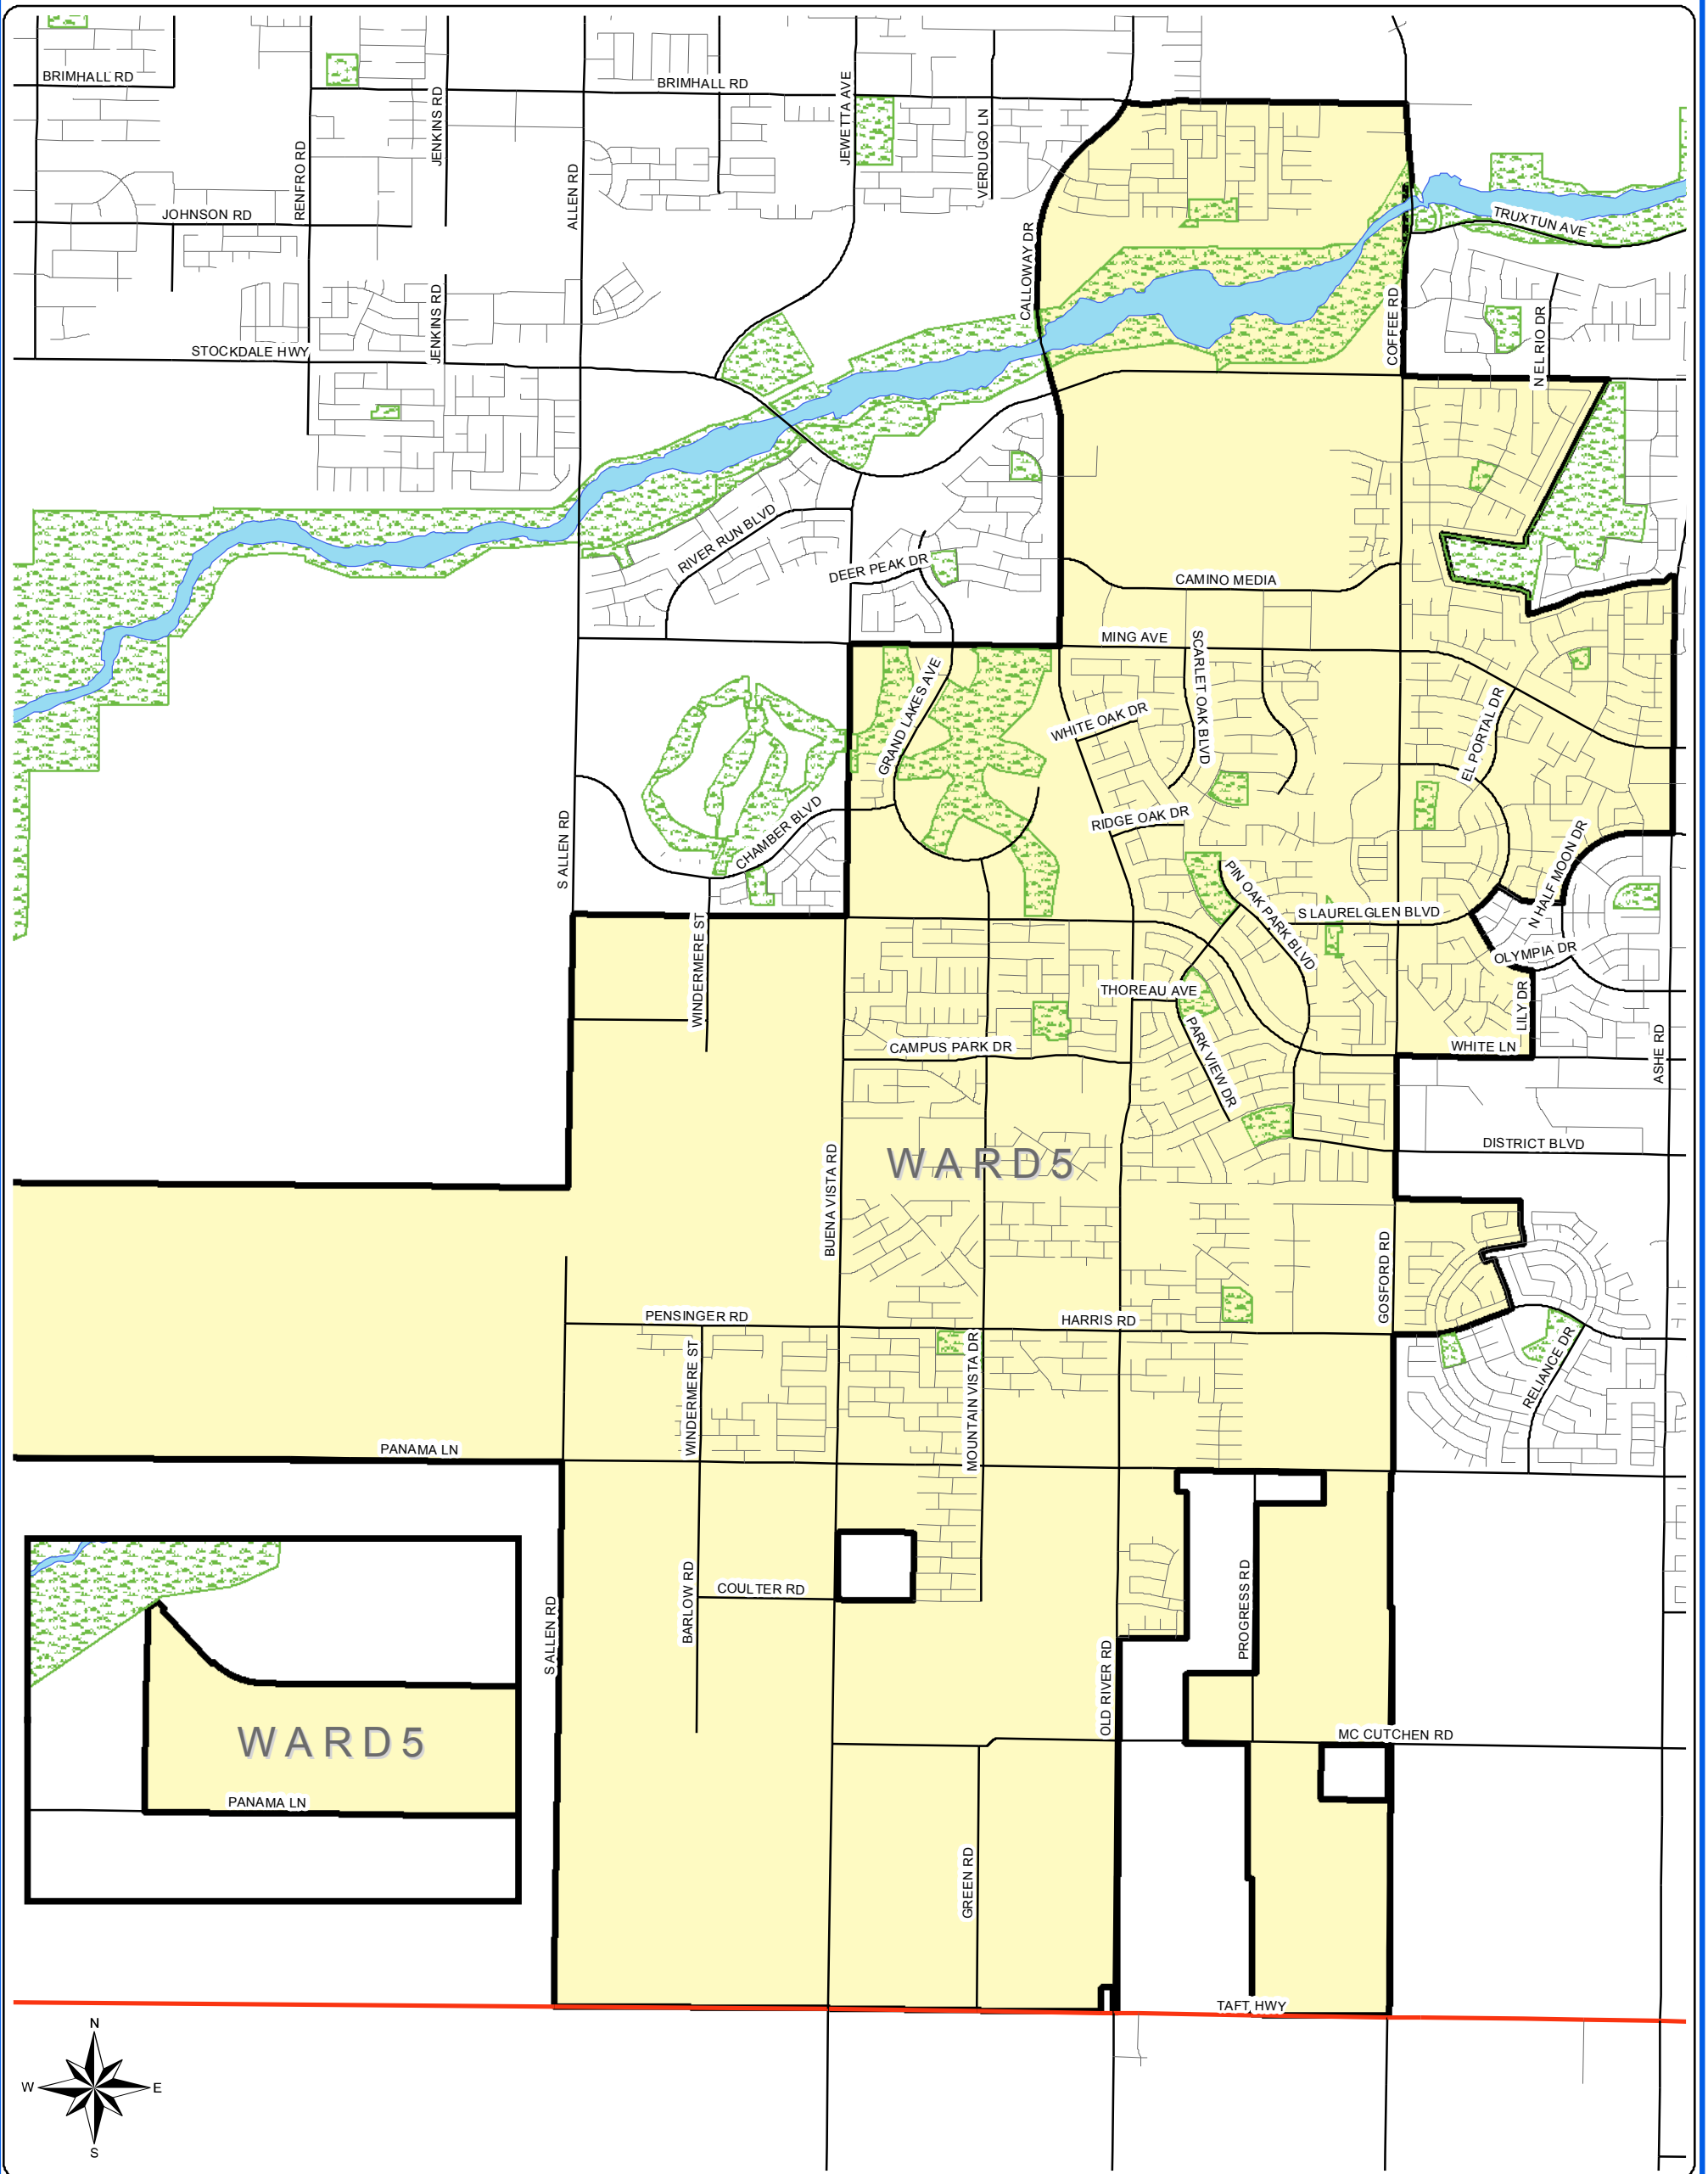 BRIMHALL RD
BRIMHALL RD
JEWETTA AVE
JENKINS RD
VERDUGO LN
RENFRO RD
ALLEN RD
JOHNSON RD
TRUXTUN AVE
CALLOWAY DR
JENKINS RD
COFFEE RD
N EL RIO DR
STOCKDALE HWY
RIVER RUN BLVD
DEER PEAK DR
CAMINO MEDIA
MING AVE
SCARLET OAK BLVD
GRAND LAKES AVE
WHITE OAK DR
EL PORTAL DR
RIDGE OAK DR
CHAMBER BLVD
S ALLEN RD
N HALF MOON DR
PIN OAK PARK BLVD
S LAURELGLEN BLVD
OLYMPIA DR
WINDERMERE ST
THOREAU AVE
LILY DR
CAMPUS PARK DR
PARK VIEW DR
WHITE LN
ASHE RD
DISTRICT BLVD
WARD 5
BUENA VISTA RD
GOSFORD RD
PENSINGER RD
HARRIS RD
WINDERMERE ST
MOUNTAIN VISTA DR
RELIANCE DR
PANAMA LN
BARLOW RD
COULTER RD
PROGRESS RD
S ALLEN RD
OLD RIVER RD
MC CUTCHEN RD
WARD 5
PANAMA LN
GREEN RD
TAFT HWY
N
W
E
S